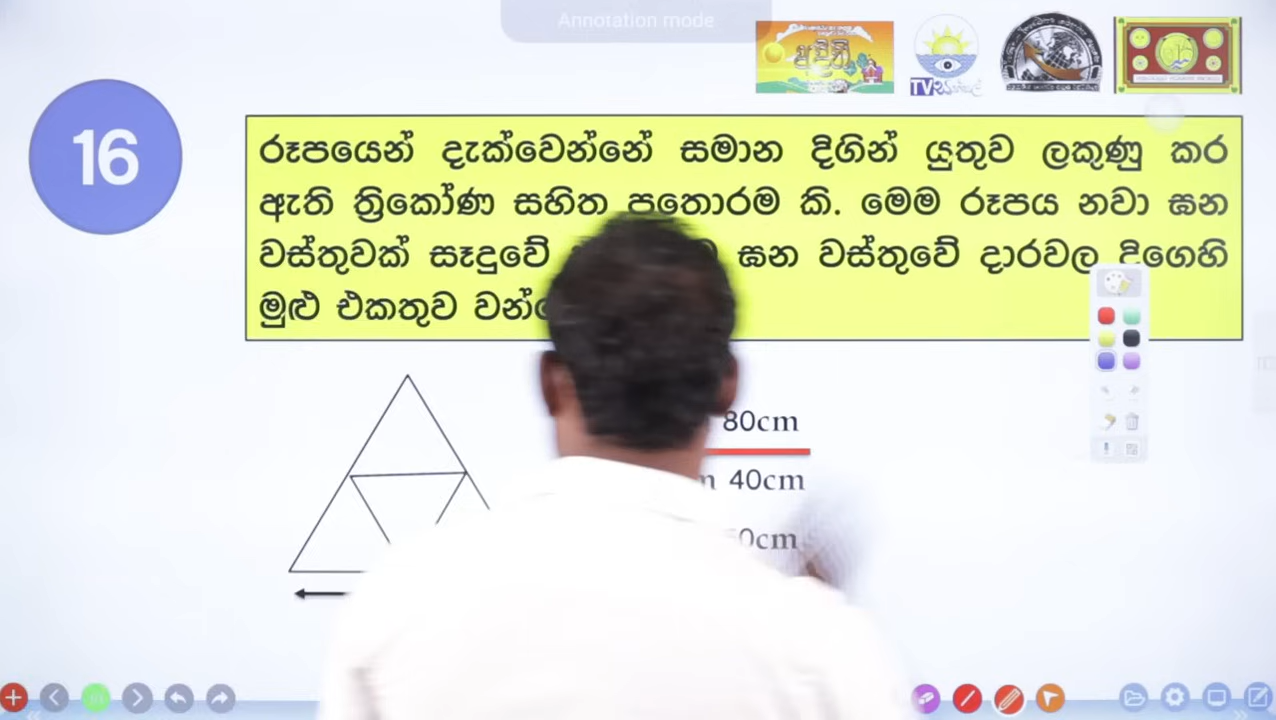 Annotation mode
16
TV
රූපයෙන් දැක්වෙන්නේ සමාන දිගින් යුතුව ලකුණු කර
ඇති ත්‍රිකෝණ සහිත පතොරම කි. මෙම රූපය නවා ඝන
වස්තුවක් සෑදුවේ ඝන වස්තුවේ දාරවල දිගෙහි
මුළු එකතුව
80cm
40cm